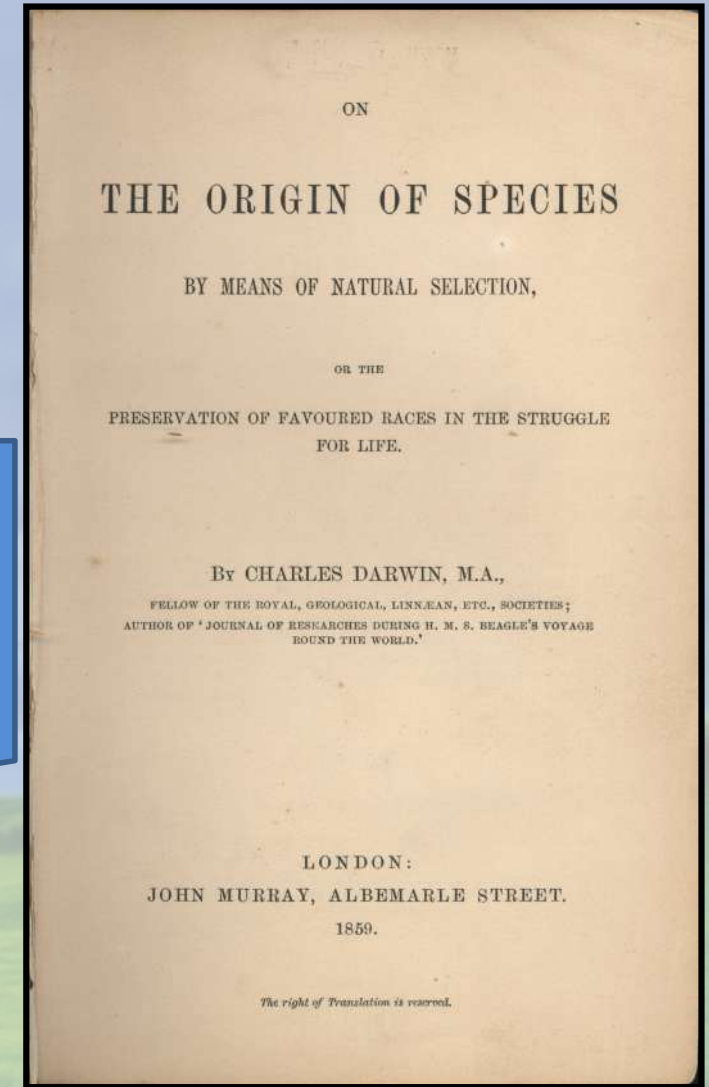 ON
THE ORIGIN OF SPECIES
BY MEANS OF NATURAL SELECTION,
OR THE
PRESERVATION OF FAVOURED RACES IN THE STRUGGLE
FOR LIFE.
BY CHARLES DARWIN, M.A.,
FELLOW OF THE ROYAL, GEOLOGICAL, LINNÆAN, ETC., SOCIETIES;
AUTHOR OF 'JOURNAL OF RESEARCHES DURING H. M. S. BEAGLE'S VOYAGE
ROUND THE WORLD.'
LONDON:
JOHN MURRAY, ALBEMARLE STREET.
1859.
The right of Translation is reserved.